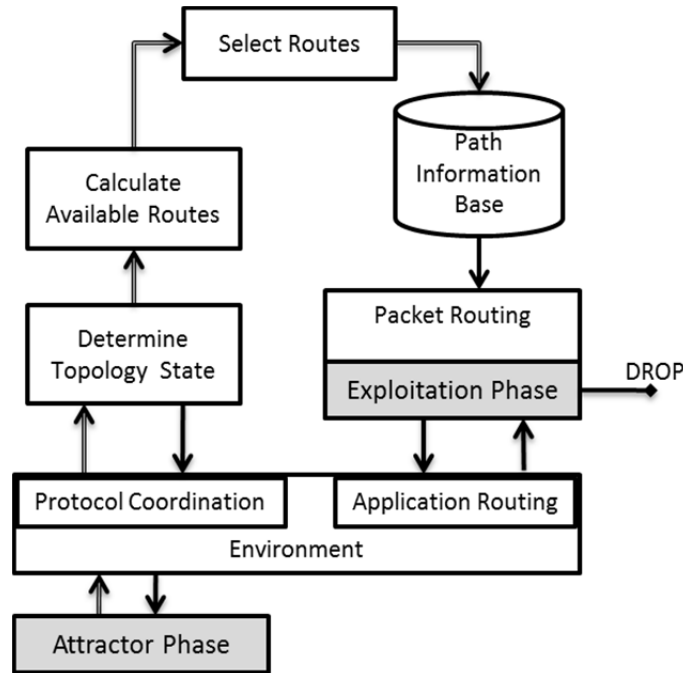 Select Routes
Calculate
Available Routes
Path
Information
Base
Determine
Topology State
Packet Routing
Exploitation Phase
DROP
Protocol Coordination
Application Routing
Environment
Attractor Phase